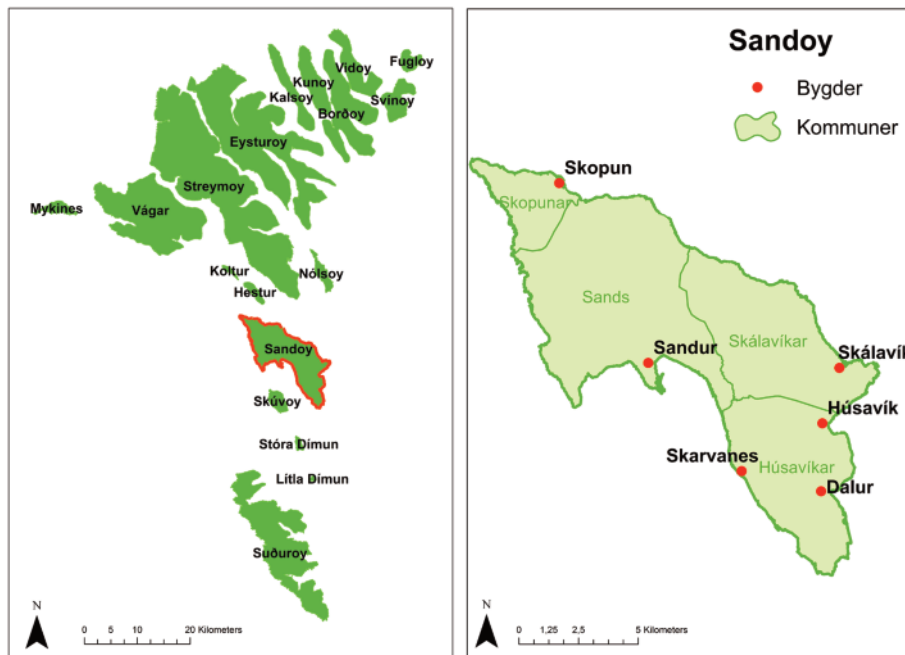 Fugloy
Vidoy
Kunoy
Kalsoy
Svínoy
Borðoy
Eysturoy
Streymoy
Mykines
Vágar
Koltur
Nólsoy
Hestur
Sandoy
Skúvoy
Stóra Dímun
Lítla Dímun
Suðuroy
N
0 5 10 20 Kilometers
Sandoy
Bygder
Kommuner
Skopun
Skopunar
Sands
Skálavíkar
Sandur
Skálavík
Húsavík
Skarvanes
Húsavíkar
Dalur
N
0 1,25 2,5 5 Kilometers